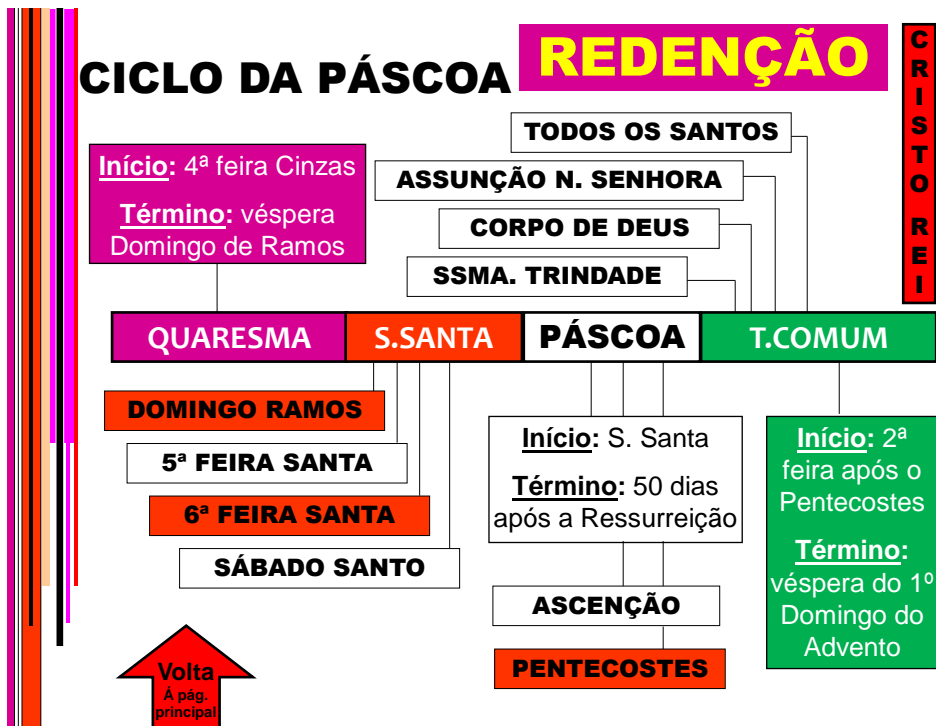 CICLO DA PÁSCOA
REDENÇÃO
CRISTO REI
TODOS OS SANTOS
ASSUNÇÃO N. SENHORA
CORPO DE DEUS
SSMA. TRINDADE
Início: 4ª feira Cinzas
Término: véspera
Domingo de Ramos
QUARESMA
S.SANTA
PÁSCOA
T.COMUM
DOMINGO RAMOS
5ª FEIRA SANTA
6ª FEIRA SANTA
SÁBADO SANTO
Início: S. Santa
Término: 50 dias
após a Ressurreição
ASCENÇÃO
PENTECOSTES
Início: 2ª
feira após o
Pentecostes
Término:
véspera do 1º
Domingo do
Advento
Volta
Á pág.
principal